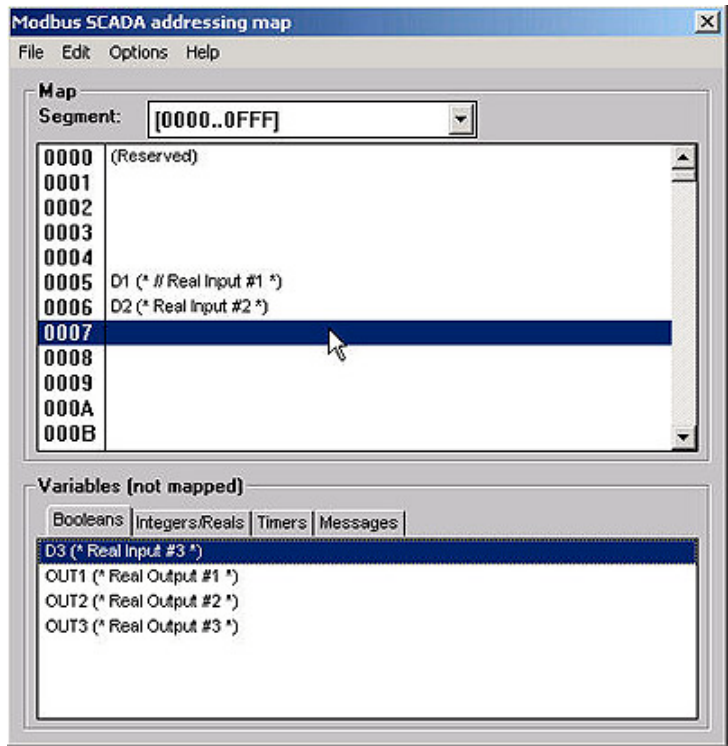 Modbus SCADA addressing map
File Edit Options Help
Map
Segment: [0000..0FFF]
0000 (Reserved)
0001
0002
0003
0004
0005 D1 (* // Real Input #1 *)
0006 D2 (* Real Input #2 *)
0007
0008
0009
000A
000B
Variables (not mapped)
Booleans Integers/Reals Timers Messages
D3 (* Real Input #3 *)
OUT1 (* Real Output #1 *)
OUT2 (* Real Output #2 *)
OUT3 (* Real Output #3 *)